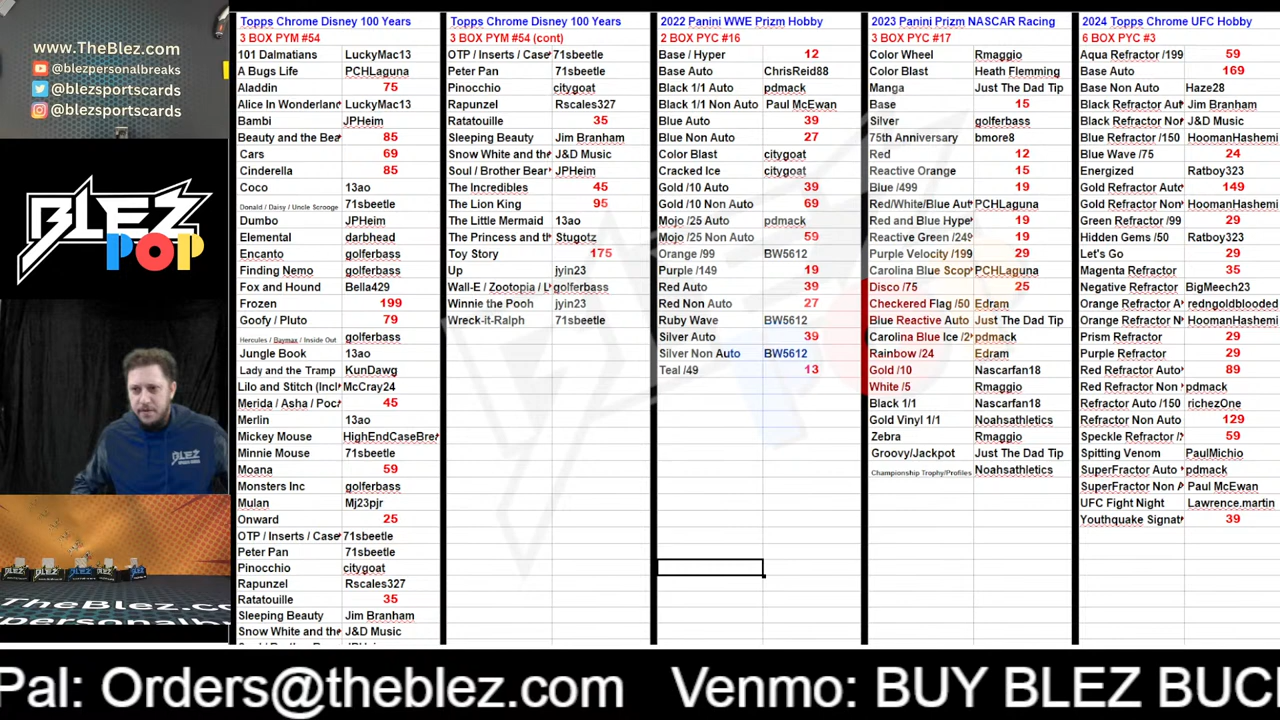 www.TheBlez.com
@blezpersonalbreaks
@blezsportscards
BLEZ
POP
Topps Chrome Disney 100 Years
3 BOX PYM #54
101 Dalmatians LuckyMac13
A Bugs Life PCHLaguna
Aladdin 75
Alice In Wonderlan LuckyMac13
Bambi JPHeim
Beauty and the Bea 85
Cars 69
Cinderella 85
Coco 13ao
Donald / Daisy / Uncle Scrooge 71sbeetle
Dumbo JPHeim
Elemental darbhead
Encanto golferbass
Finding Nemo golferbass
Fox and Hound Bella429
Frozen 199
Goofy / Pluto 79
Hercules / Baymax / Inside Out golferbass
Jungle Book 13ao
Lady and the Tramp KunDawg
Lilo and Stitch (Incl McCray24
Merida / Asha / Poc 45
Merlin 13ao
Mickey Mouse HighEndCaseBre
Minnie Mouse 71sbeetle
Moana 59
Monsters Inc golferbass
Mulan Mj23pjr
Onward 25
OTP / Inserts / Case 71sbeetle
Peter Pan 71sbeetle
Pinocchio citygoat
Rapunzel Rscales327
Ratatouille 35
Sleeping Beauty Jim Branham
Snow White and the J&D Music
Topps Chrome Disney 100 Years
3 BOX PYM #54 (cont)
OTP / Inserts / Case 71sbeetle
Peter Pan 71sbeetle
Pinocchio citygoat
Rapunzel Rscales327
Ratatouille 35
Sleeping Beauty Jim Branham
Snow White and the J&D Music
Soul / Brother Bear JPHeim
The Incredibles 45
The Lion King 95
The Little Mermaid 13ao
The Princess and th Stugotz
Toy Story 175
Up jyin23
Wall-E / Zootopia / L golferbass
Winnie the Pooh jyin23
Wreck-it-Ralph 71sbeetle
2022 Panini WWE Prizm Hobby
2 BOX PYC #16
Base / Hyper 12
Base Auto ChrisReid88
Black 1/1 Auto pdmack
Black 1/1 Non Auto Paul McEwan
Blue Auto 39
Blue Non Auto 27
Color Blast citygoat
Cracked Ice citygoat
Gold /10 Auto 39
Gold /10 Non Auto 69
Mojo /25 Auto pdmack
Mojo /25 Non Auto 59
Orange /99 BW5612
Purple /149 19
Red Auto 39
Red Non Auto 27
Ruby Wave BW5612
Silver Auto 39
Silver Non Auto BW5612
Teal /49 13
2023 Panini Prizm NASCAR Racing
3 BOX PYC #17
Color Wheel Rmaggio
Color Blast Heath Flemming
Manga Just The Dad Tip
Base 15
Silver golferbass
75th Anniversary bmore8
Red 12
Reactive Orange 15
Blue /499 19
Red/White/Blue Aut PCHLaguna
Red and Blue Hype 19
Reactive Green /249 19
Purple Velocity /199 29
Carolina Blue Scop PCHLaguna
Disco /75 25
Checkered Flag /50 Edram
Blue Reactive Auto Just The Dad Tip
Carolina Blue Ice /2 pdmack
Rainbow /24 Edram
Gold /10 Nascarfan18
White /5 Rmaggio
Black 1/1 Nascarfan18
Gold Vinyl 1/1 Noahsathletics
Zebra Rmaggio
Groovy/Jackpot Just The Dad Tip
Championship Trophy/Profiles Noahsathletics
2024 Topps Chrome UFC Hobby
6 BOX PYC #3
Aqua Refractor /199 59
Base Auto 169
Base Non Auto Haze28
Black Refractor Aut Jim Branham
Black Refractor No J&D Music
Blue Refractor /150 HoomanHashemi
Blue Wave /75 24
Energized Ratboy323
Gold Refractor Aut 149
Gold Refractor Non HoomanHashemi
Green Refractor /99 29
Hidden Gems /50 Ratboy323
Let's Go 29
Magenta Refractor 35
Negative Refractor BigMeech23
Orange Refractor A redngoldblooded
Orange Refractor N HoomanHashemi
Prism Refractor 29
Purple Refractor 29
Red Refractor Auto 89
Red Refractor Non pdmack
Refractor Auto /150 richezOne
Refractor Non Auto 129
Speckle Refractor / 59
Spitting Venom PaulMichio
SuperFractor Auto pdmack
SuperFractor Non A Paul McEwan
UFC Fight Night Lawrence.martin
Youthquake Signat 39
BLEZ
Pal: Orders@theblez.com Venmo: BUY BLEZ BUC